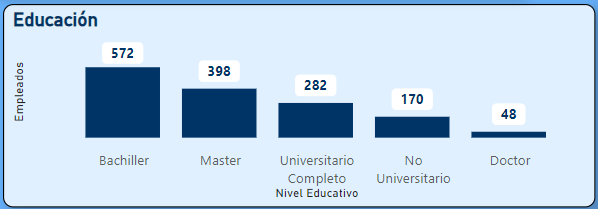 Educación
Empleados
572
398
282
170
48
Bachiller
Master
Universitario
Completo
No
Universitario
Doctor
Nivel Educativo